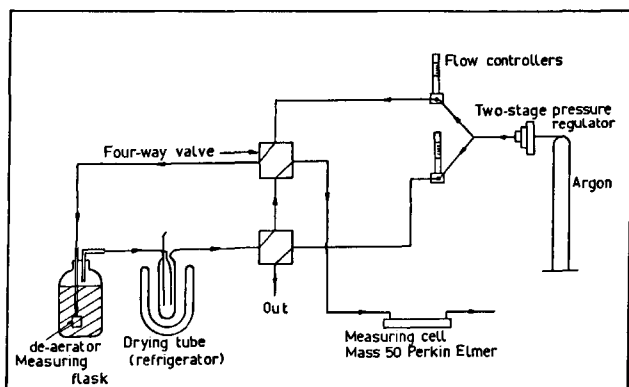 Flow controllers
Two-stage pressure
regulator
Four-way valve
Argon
Out
de-aerator
Measuring
flask
Drying tube
(refrigerator)
Measuring cell
Mass 50 Perkin Elmer